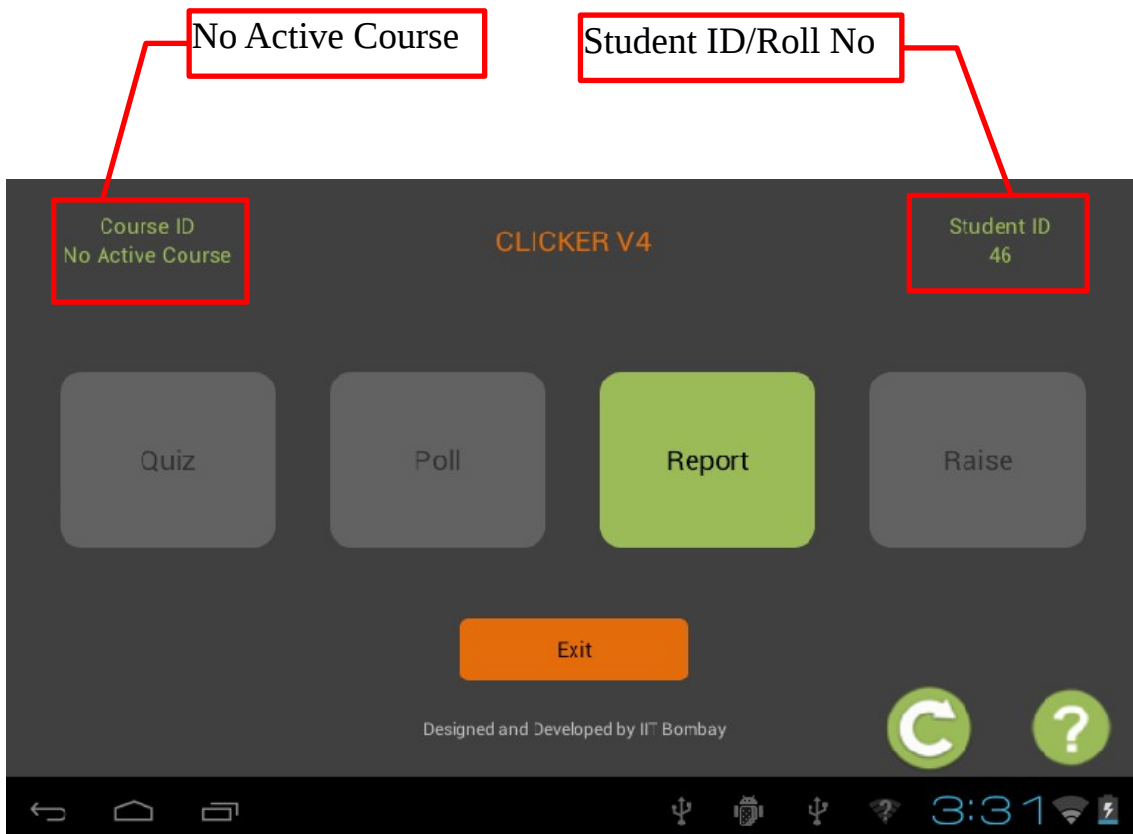 No Active Course
Student ID/Roll No
Course ID
No Active Course
CLICKER V4
Student ID
46
Quiz
Poll
Report
Raise
Exit
Designed and Developed by IIT Bombay
?
3:31